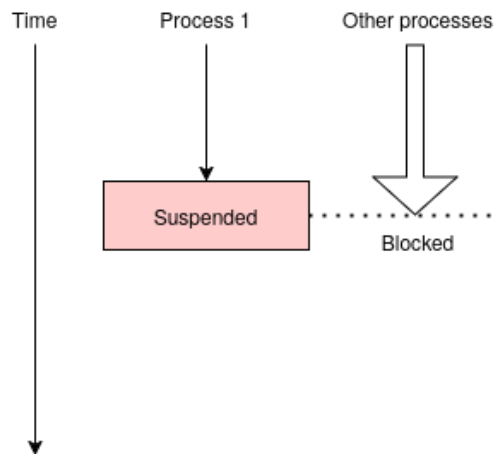 Time
Process 1
Other processes
Suspended
Blocked